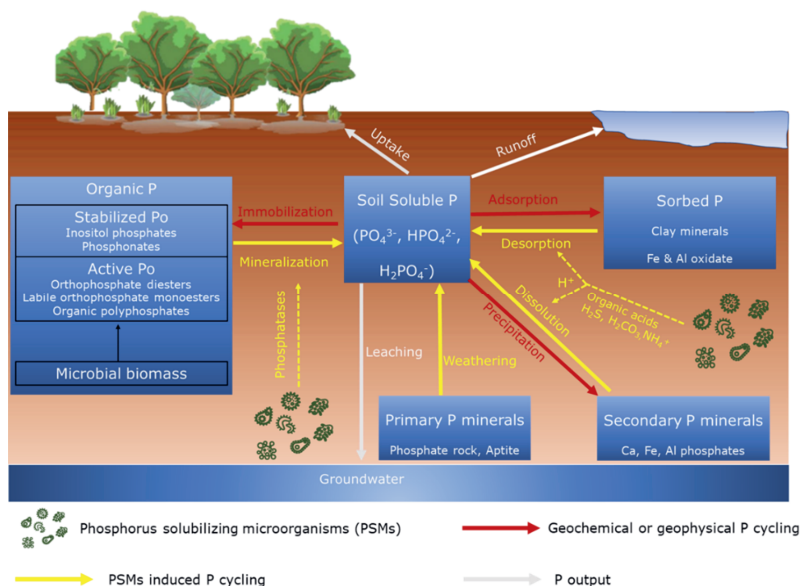 Uptake
Runoff
Organic P
Stabilized Po
Inositol phosphates
Phosphonates
Active Po
Orthophosphate diesters
Labile orthophosphate monoesters
Organic polyphosphates
Microbial biomass
Immobilization
Mineralization
Soil Soluble P
(PO₄³⁻, HPO₄²⁻,
H₂PO₄⁻)
Adsorption
Desorption
Sorbed P
Clay minerals
Fe & Al oxidate
H⁺
Organic acids
H₂S, H₂CO₃,NH₄⁺
Dissolution
Precipitation
Phosphatases
Leaching
Weathering
Primary P minerals
Phosphate rock, Aptite
Secondary P minerals
Ca, Fe, Al phosphates
Groundwater
Phosphorus solubilizing microorganisms (PSMs)
Geochemical or geophysical P cycling
PSMs induced P cycling
P output